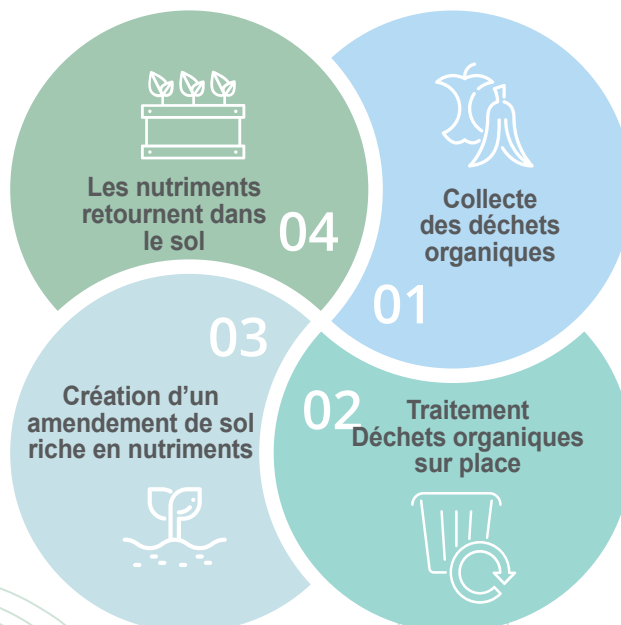 01
Collecte
des déchets
organiques
02
Traitement
Déchets organiques
sur place
03
Création d’un
amendement de sol
riche en nutriments
04
Les nutriments
retournent dans
le sol